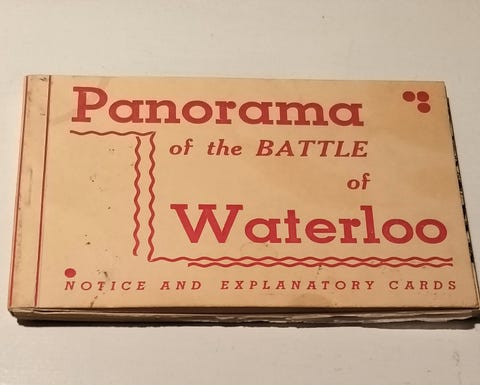 Panorama
of the BATTLE
of
Waterloo
NOTICE AND EXPLANATORY CARDS